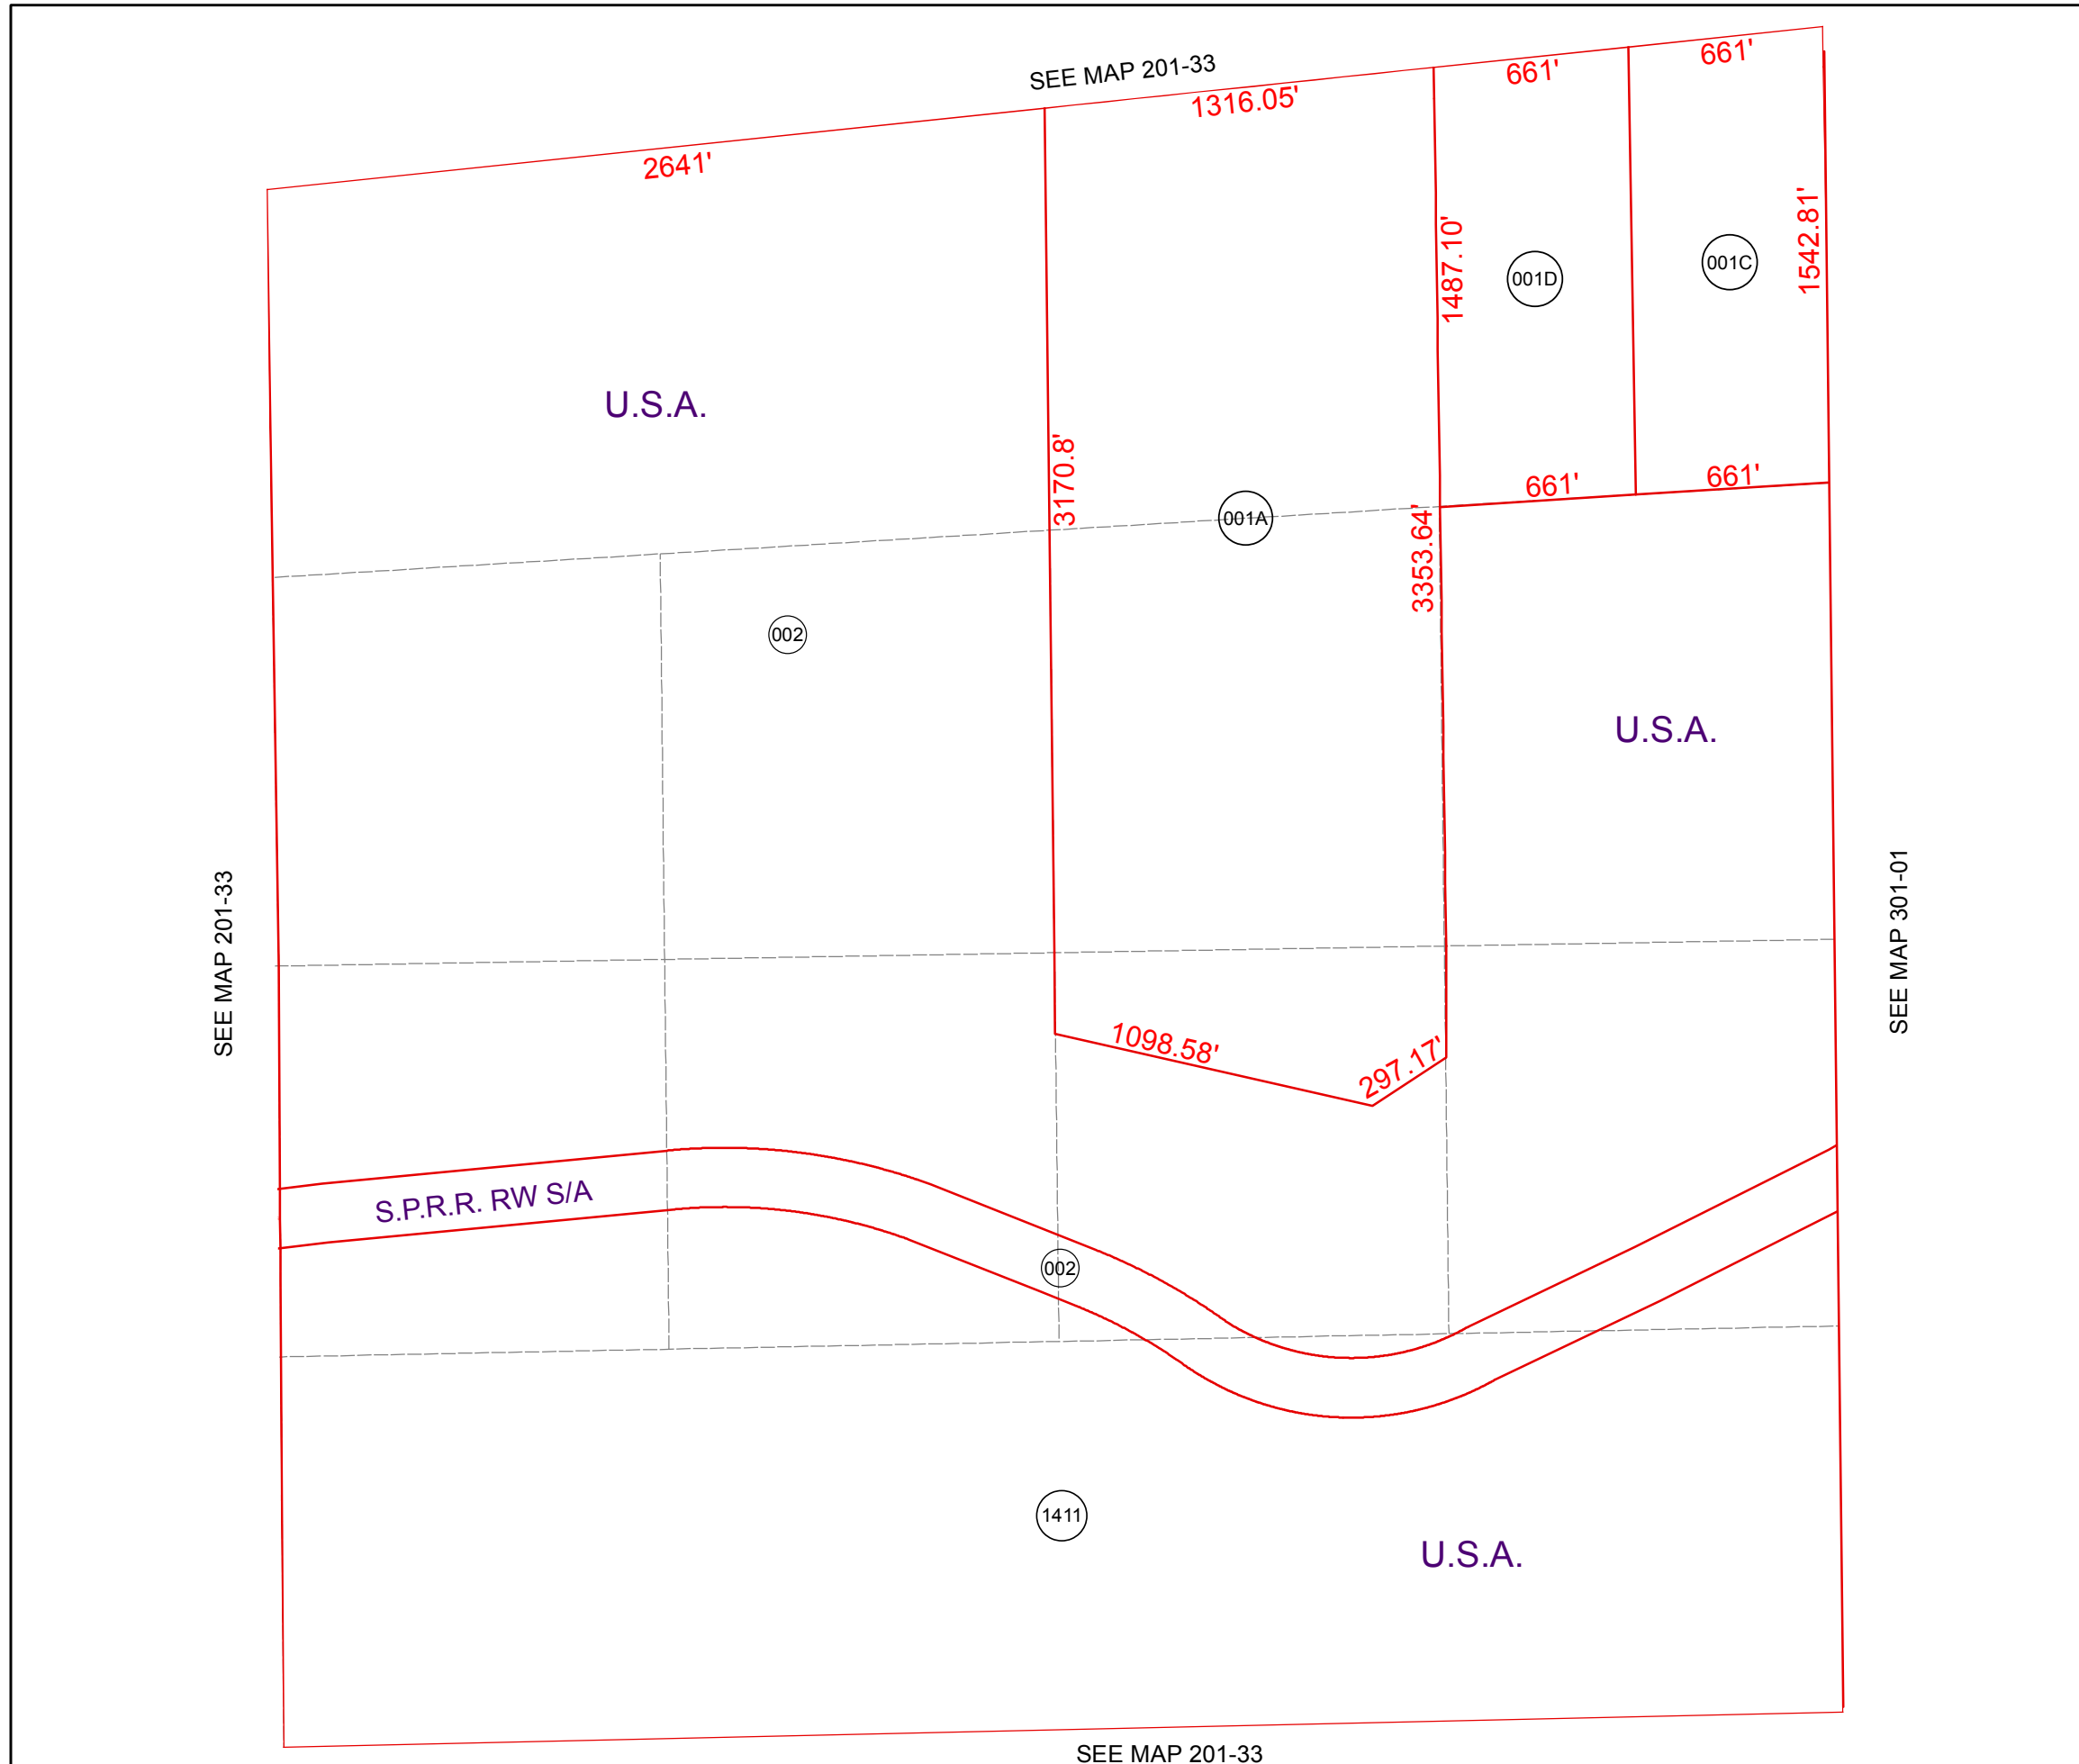 SEE MAP 201-33
661'
661'
1316.05'
2641'
1487.10'
1542.81'
001D
001C
U.S.A.
3170.8'
661'
661'
001A
3353.64'
002
U.S.A.
SEE MAP 201-33
SEE MAP 301-01
1098.58'
297.17'
S.P.R.R. RW S/A
002
1411
U.S.A.
SEE MAP 201-33